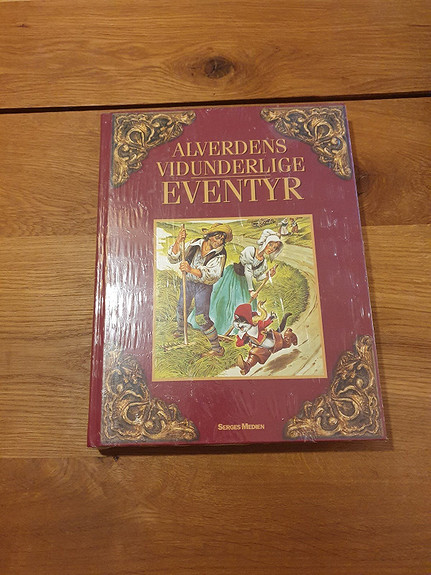 ALVERDENS
VIDUNDERLIGE
EVENTYR
SERGES MEDIEN